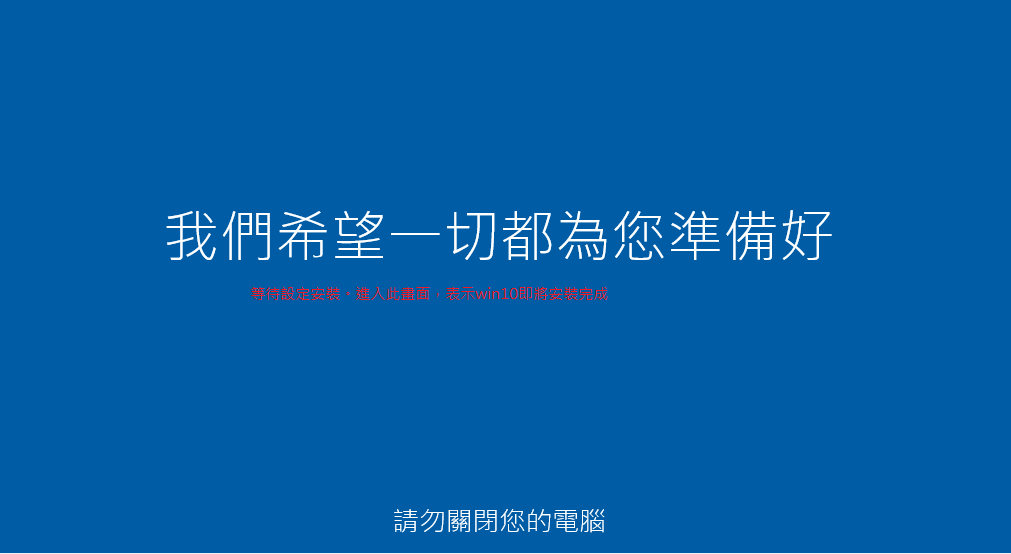 我們希望一切都為您準備好
等待設定安裝，進入此畫面，表示win10即將安裝完成
請勿關閉您的電腦